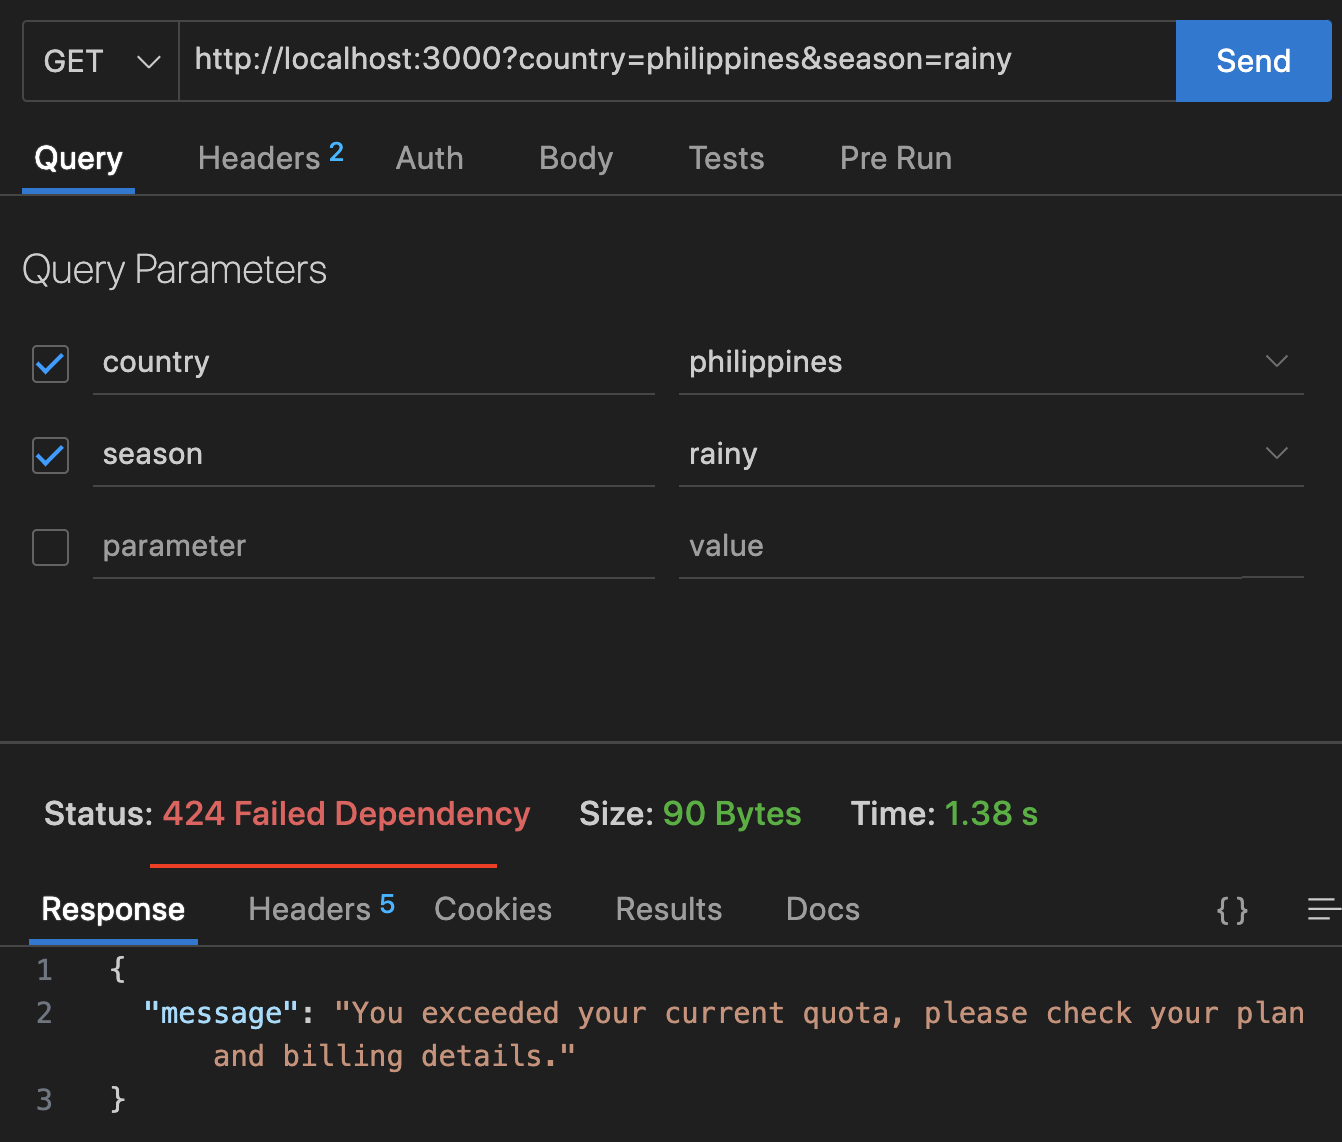 GET http://localhost:3000?country=philippines&season=rainy Send
Query Headers 2 Auth Body Tests Pre Run
Query Parameters
country philippines
season rainy
parameter value
Status: 424 Failed Dependency Size: 90 Bytes Time: 1.38 s
Response Headers 5 Cookies Results Docs {}
1 {
2 "message": "You exceeded your current quota, please check your plan
and billing details."
3 }